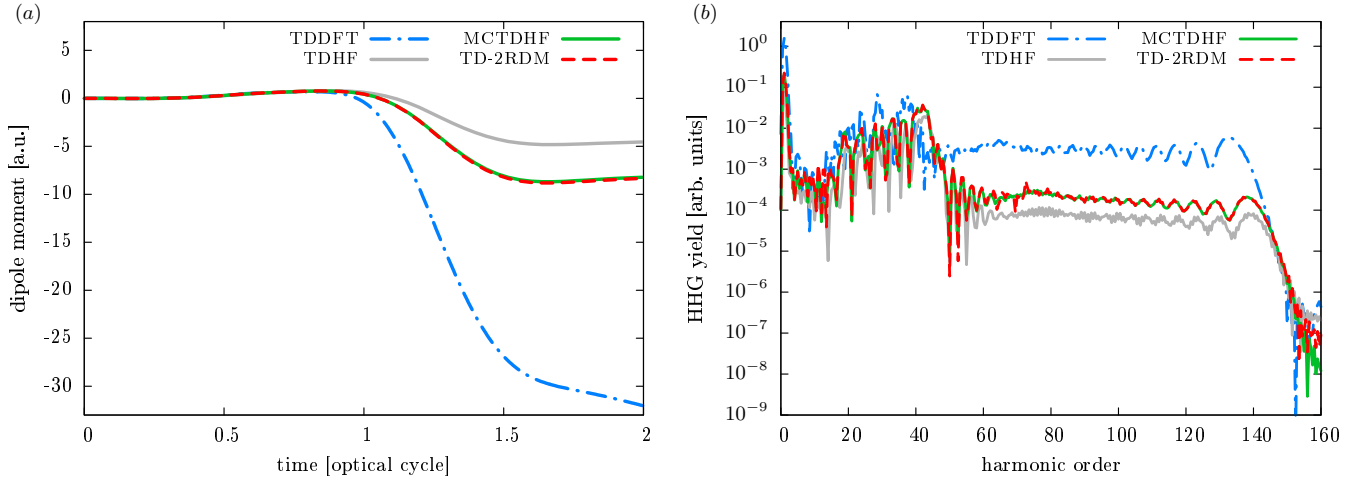 (a)
TDDFT
TDHF
MCTDHF
TD-2RDM
dipole moment [a.u.]
5
0
-5
-10
-15
-20
-25
-30
0
0.5
1
1.5
2
time [optical cycle]
(b)
TDDFT
TDHF
MCTDHF
TD-2RDM
HHG yield [arb. units]
10⁰
10⁻¹
10⁻²
10⁻³
10⁻⁴
10⁻⁵
10⁻⁶
10⁻⁷
10⁻⁸
10⁻⁹
0
20
40
60
80
100
120
140
160
harmonic order